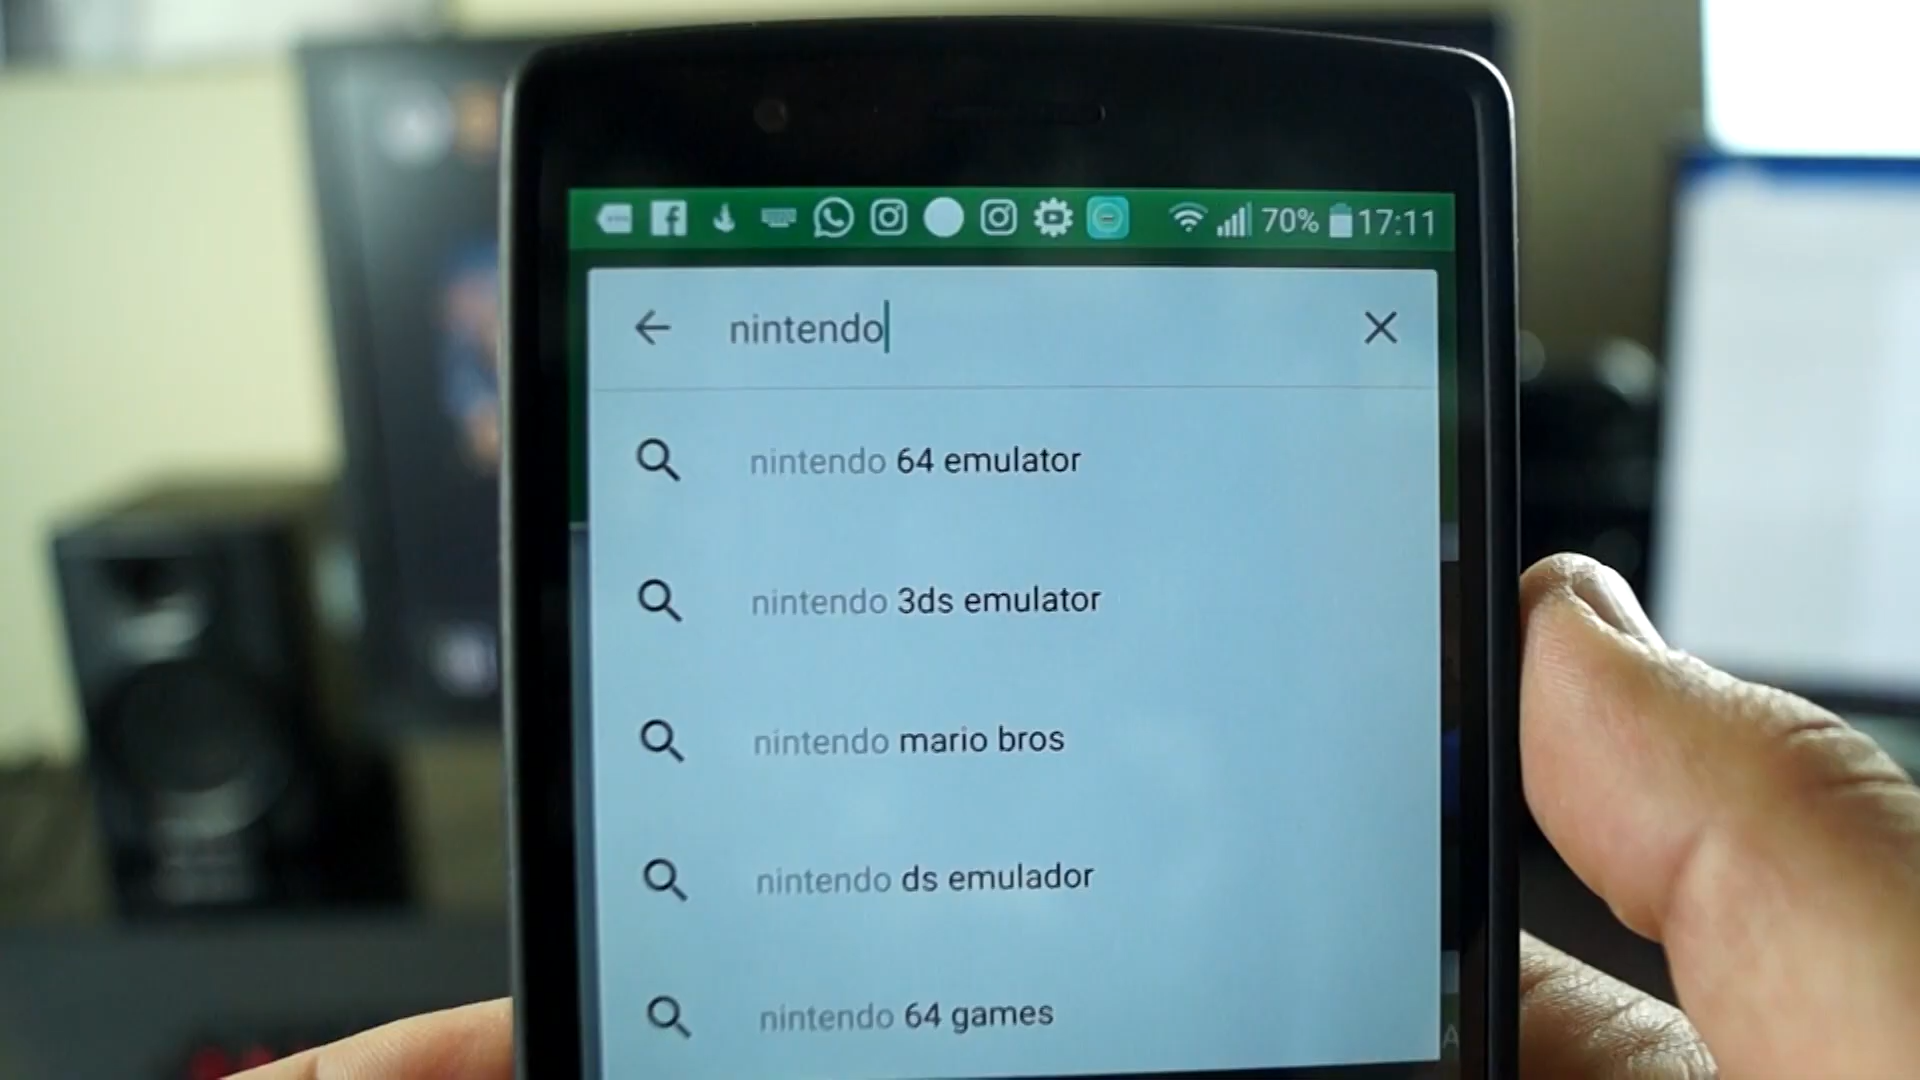 70% 17:11
nintendo
nintendo 64 emulator
nintendo 3ds emulator
nintendo mario bros
nintendo ds emulador
nintendo 64 games